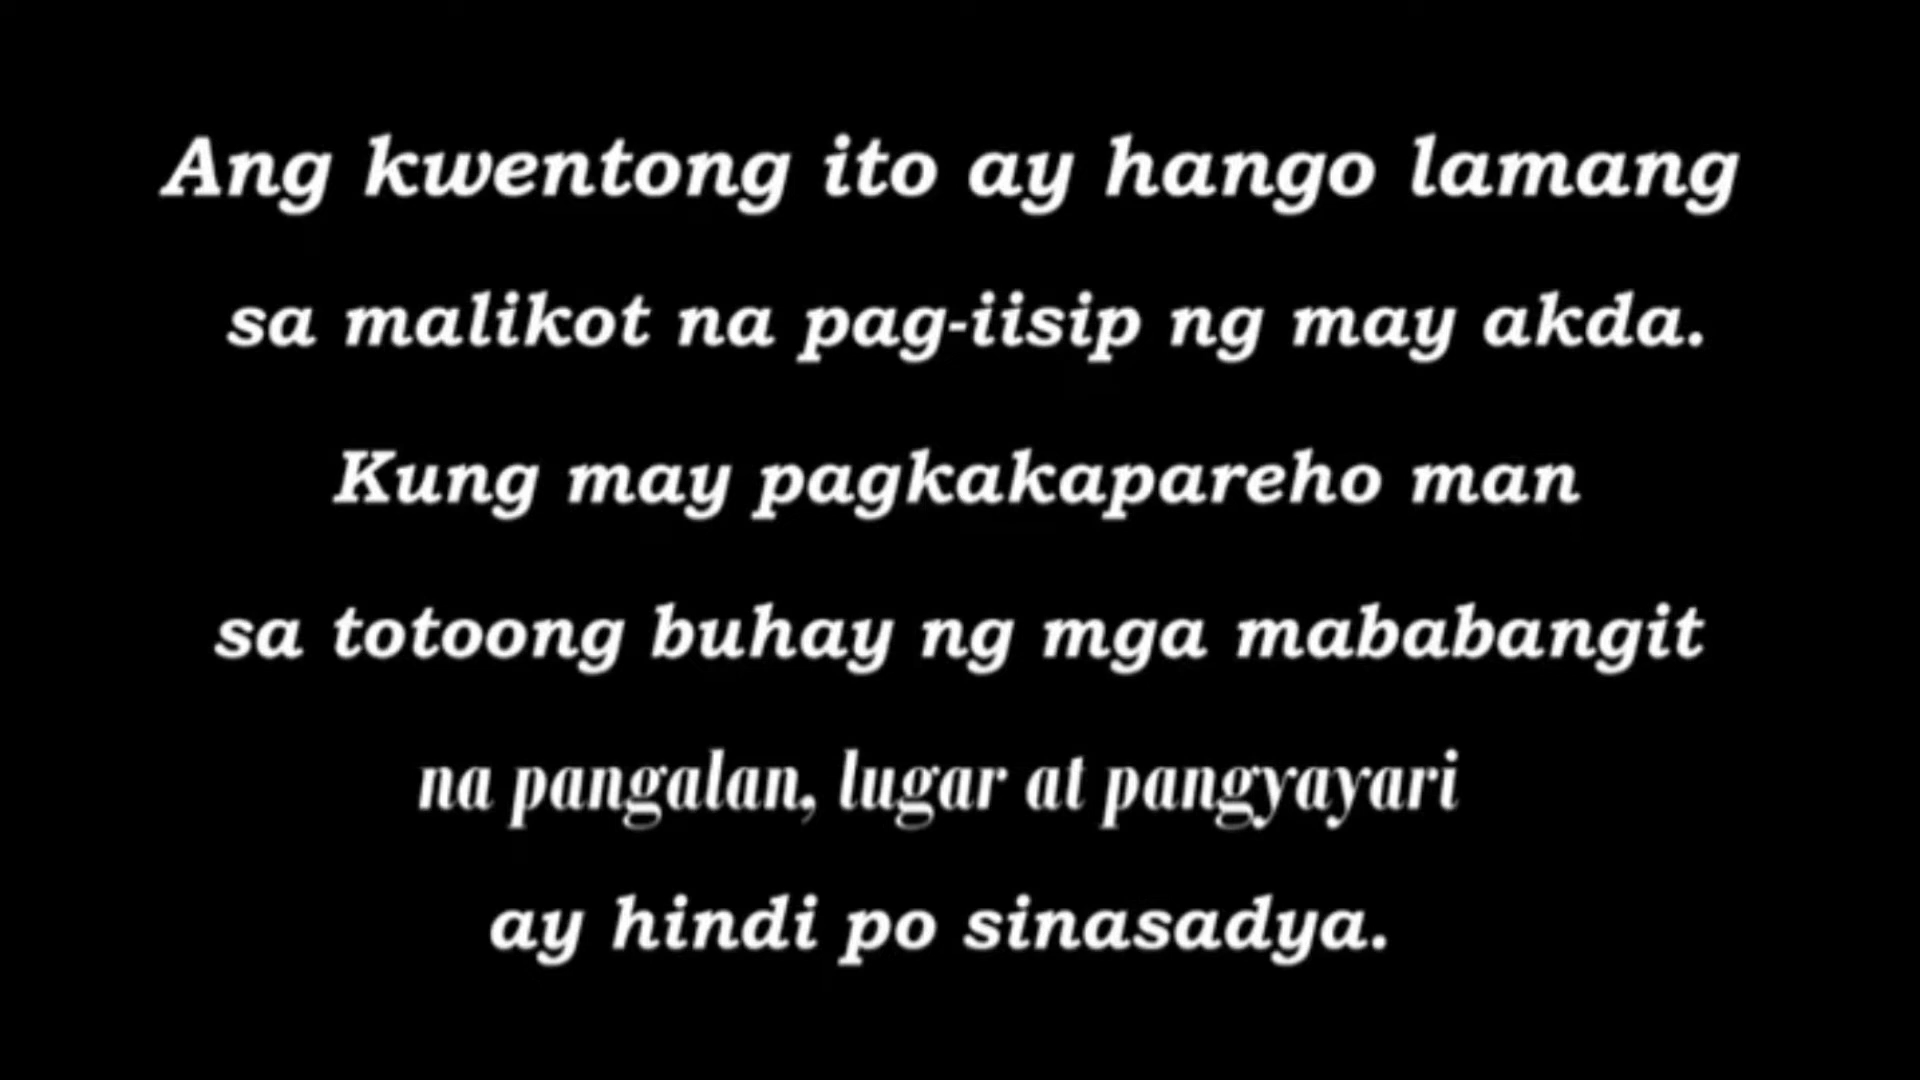 Ang kwentong ito ay hango lamang
sa malikot na pag-iisip ng may akda.
Kung may pagkakapareho man
sa totoong buhay ng mga mababangit
na pangalan, lugar at pangyayari
ay hindi po sinasadya.